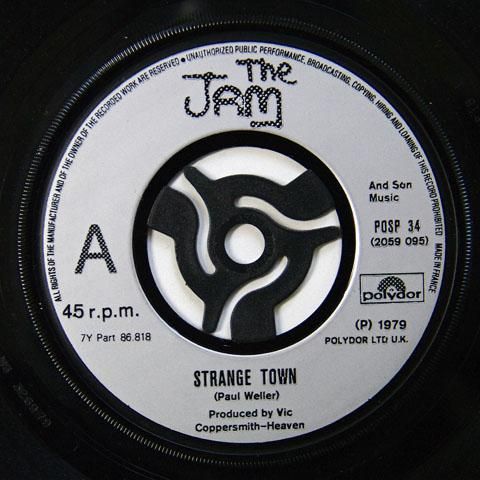 ALL RIGHTS OF THE MANUFACTURER AND OF THE OWNER OF THE RECORDED WORK ARE RESERVED • UNAUTHORIZED PUBLIC PERFORMANCE, BROADCASTING, COPYING, HIRING AND LOANING OF THIS RECORD PROHIBITED MADE IN FRANCE
The
JAM
And Son
Music
POSP 34
(2059 095)
A
polydor
45 r.p.m.
7Y Part 86.818
(P) 1979
POLYDOR LTD U.K.
STRANGE TOWN
(Paul Weller)
Produced by Vic
Coppersmith-Heaven